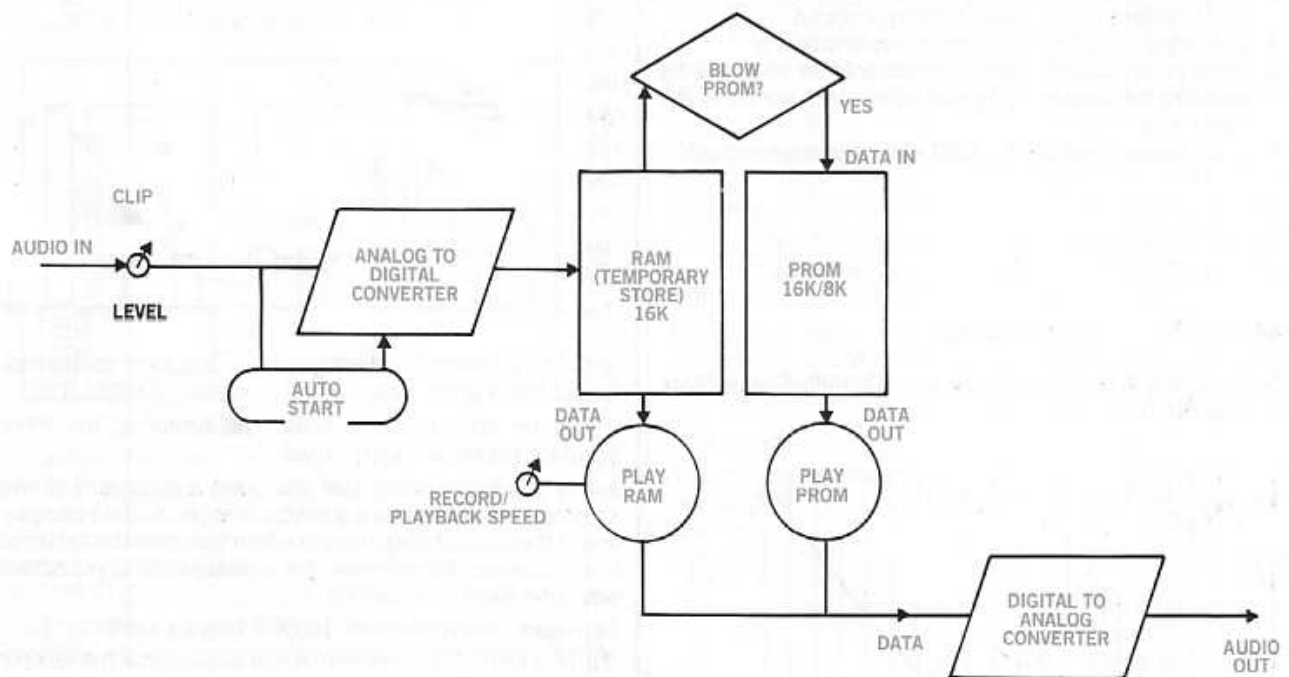 BLOW
PROM?
YES
DATA IN
CLIP
AUDIO IN
LEVEL
ANALOG TO
DIGITAL
CONVERTER
AUTO
START
RAM
(TEMPORARY
STORE)
16K
PROM
16K/8K
DATA
OUT
DATA
OUT
PLAY
RAM
PLAY
PROM
RECORD/
PLAYBACK SPEED
DATA
DIGITAL TO
ANALOG
CONVERTER
AUDIO
OUT